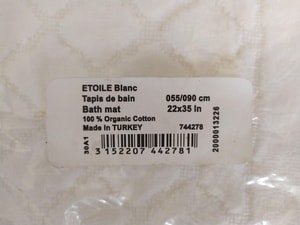 ETOILE Blanc
Tapis de bain 055/090 cm
Bath mat 22x35 in
100 % Organic Cotton
Made in TURKEY 744278
30A1
3 152207 442781
2000013226